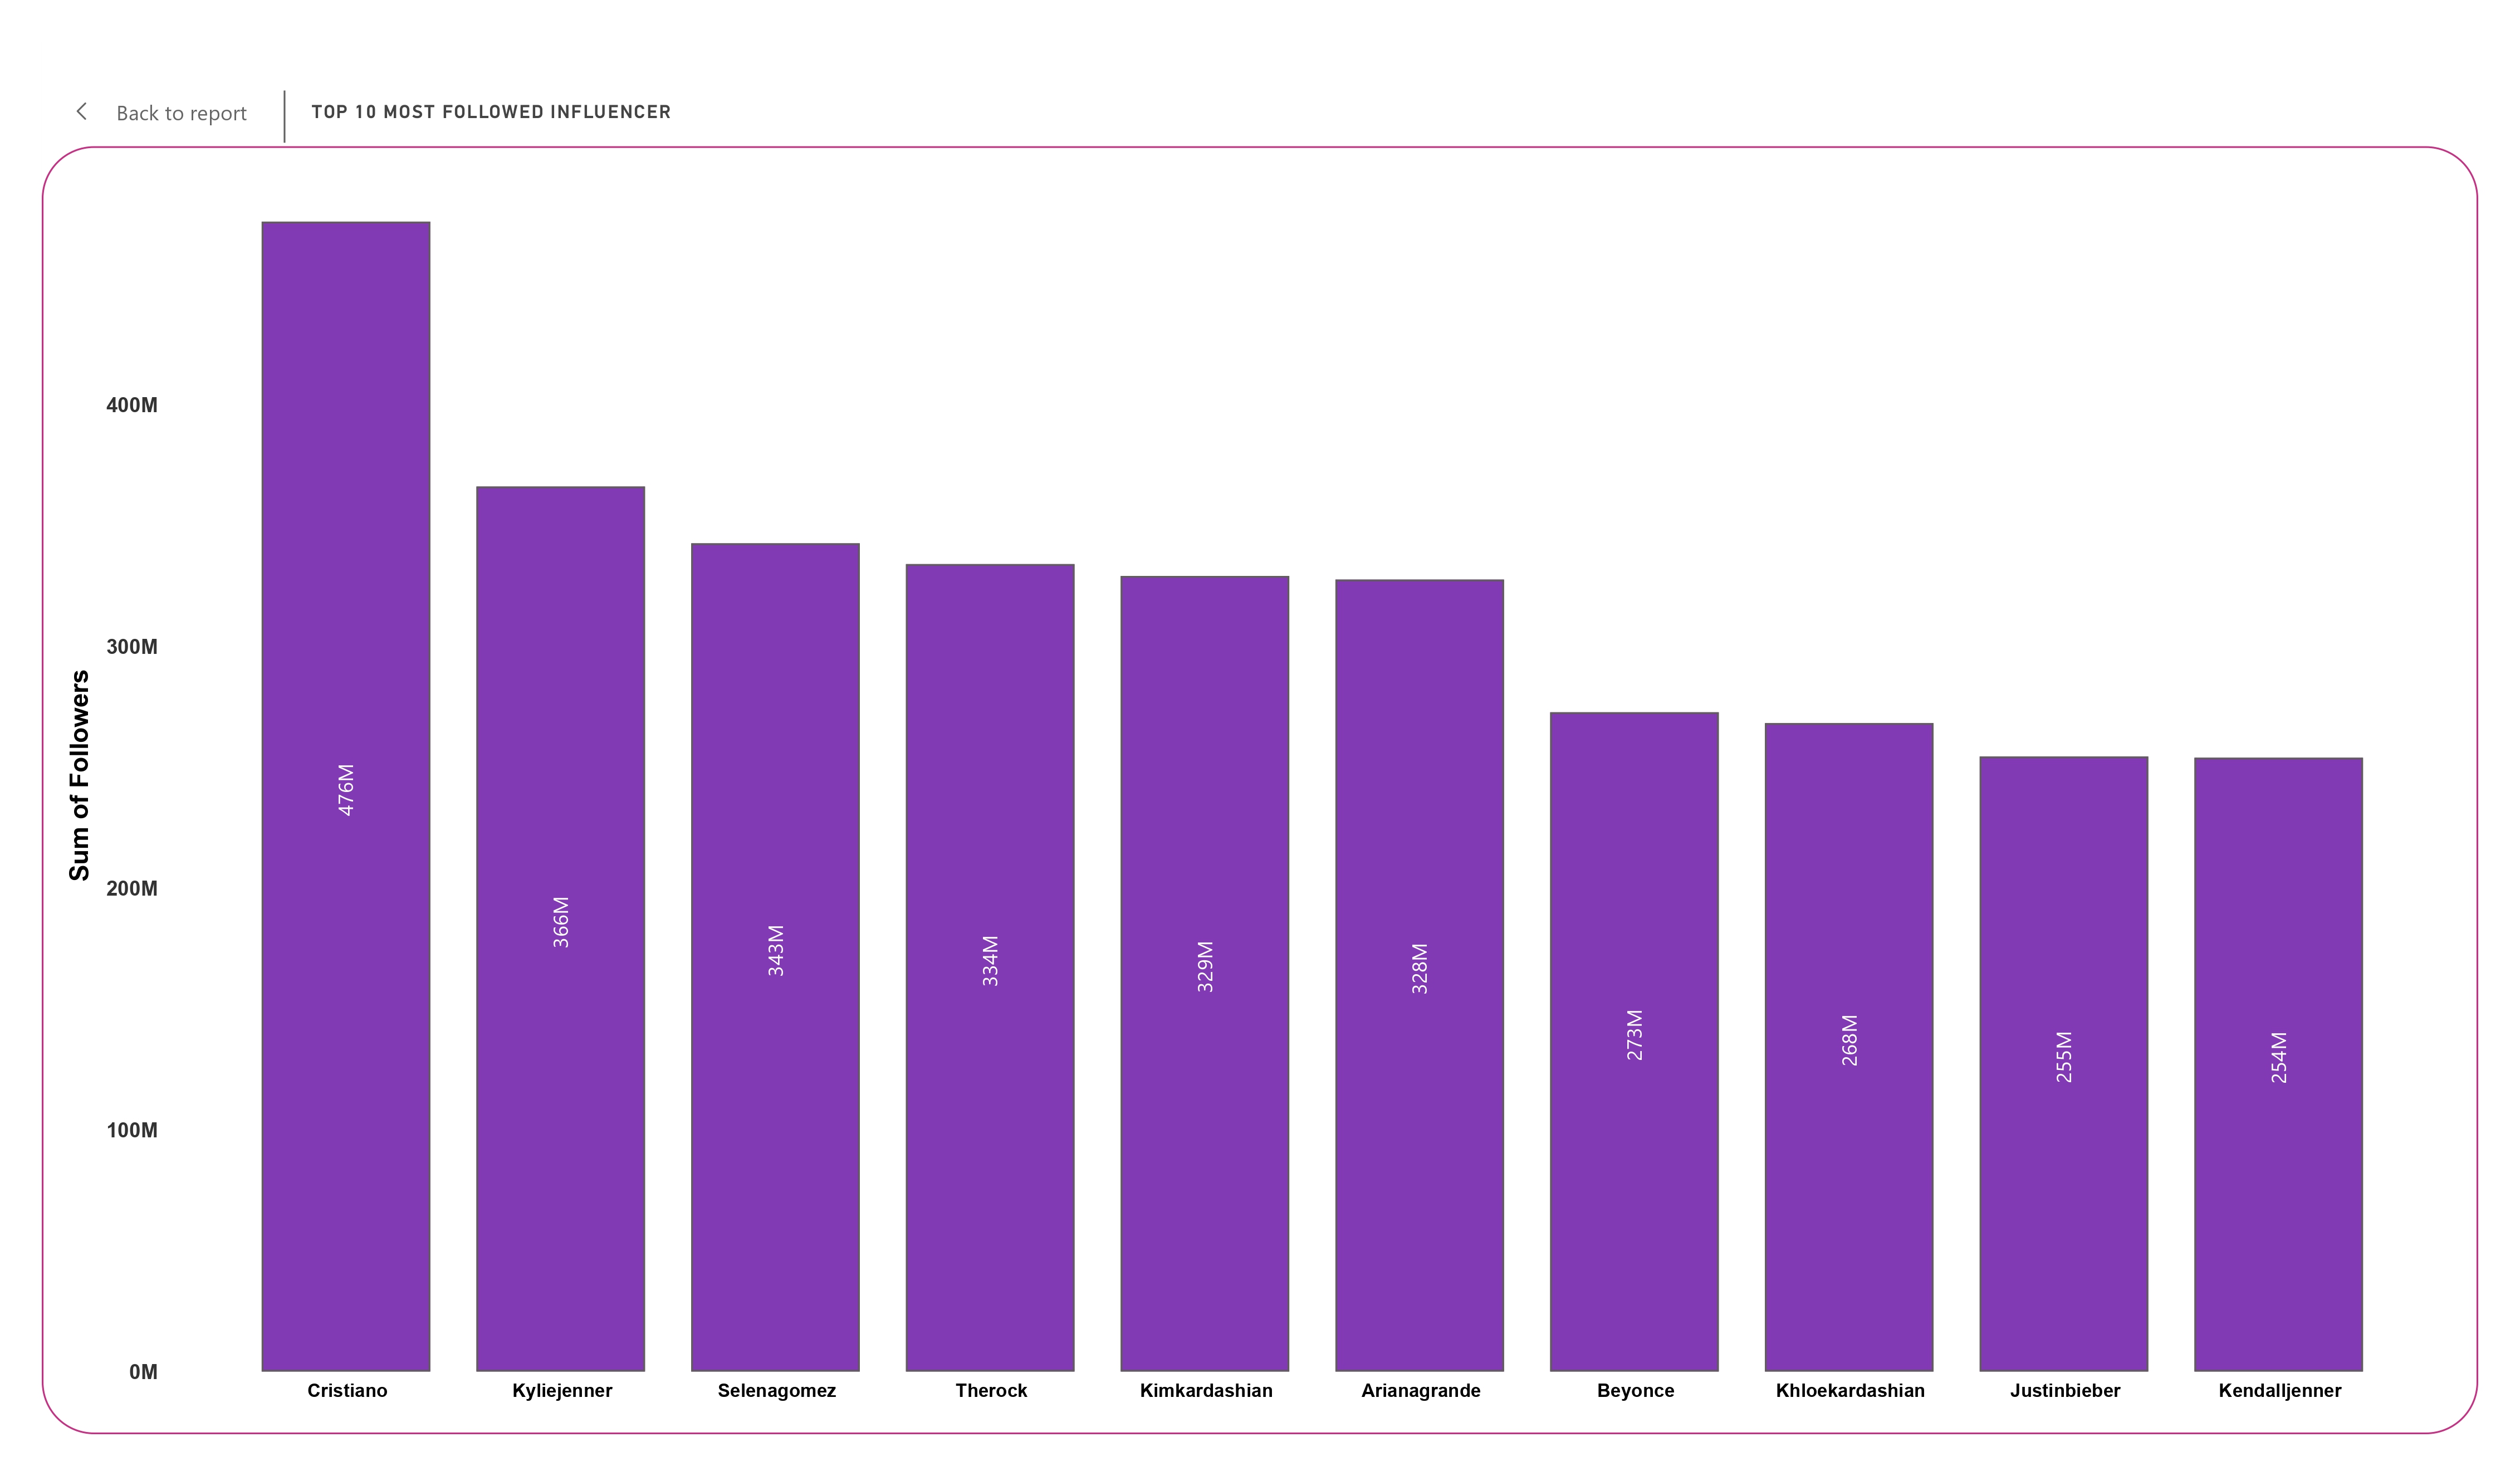 Back to report
TOP 10 MOST FOLLOWED INFLUENCER
Sum of Followers
400M
300M
200M
100M
0M
476M
366M
343M
334M
329M
328M
273M
268M
255M
254M
Cristiano
Kyliejenner
Selenagomez
Therock
Kimkardashian
Arianagrande
Beyonce
Khloekardashian
Justinbieber
Kendalljenner